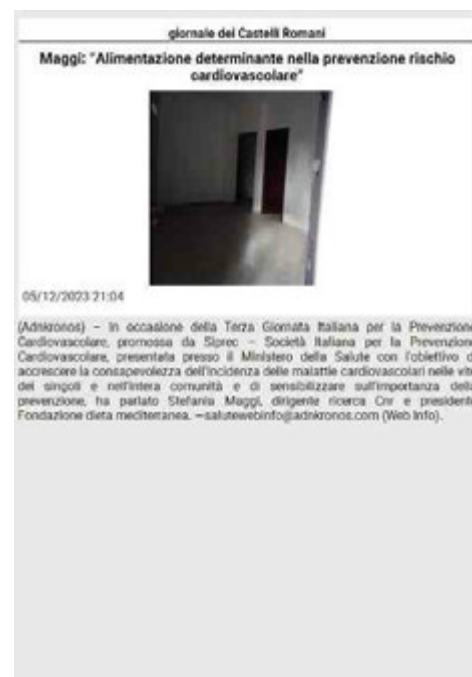 giornale dei Castelli Romani
Maggi: "Alimentazione determinante nella prevenzione rischio
cardiovascolare"
05/12/2023 21:04
(Adnkronos) – In occasione della Terza Giornata Italiana per la Prevenzione
Cardiovascolare, promossa da Siprec – Società Italiana per la Prevenzione
Cardiovascolare, presentata presso il Ministero della Salute con l'obiettivo d
accrescere la consapevolezza dell'incidenza delle malattie cardiovascolari nelle vite
dei singoli e nell'intera comunità e di sensibilizzare sull'importanza della
prevenzione, ha parlato Stefania Maggi, dirigente ricerca Cnr e presidente
Fondazione dieta mediterranea. —salutewebinfo@adnkronos.com (Web Info).